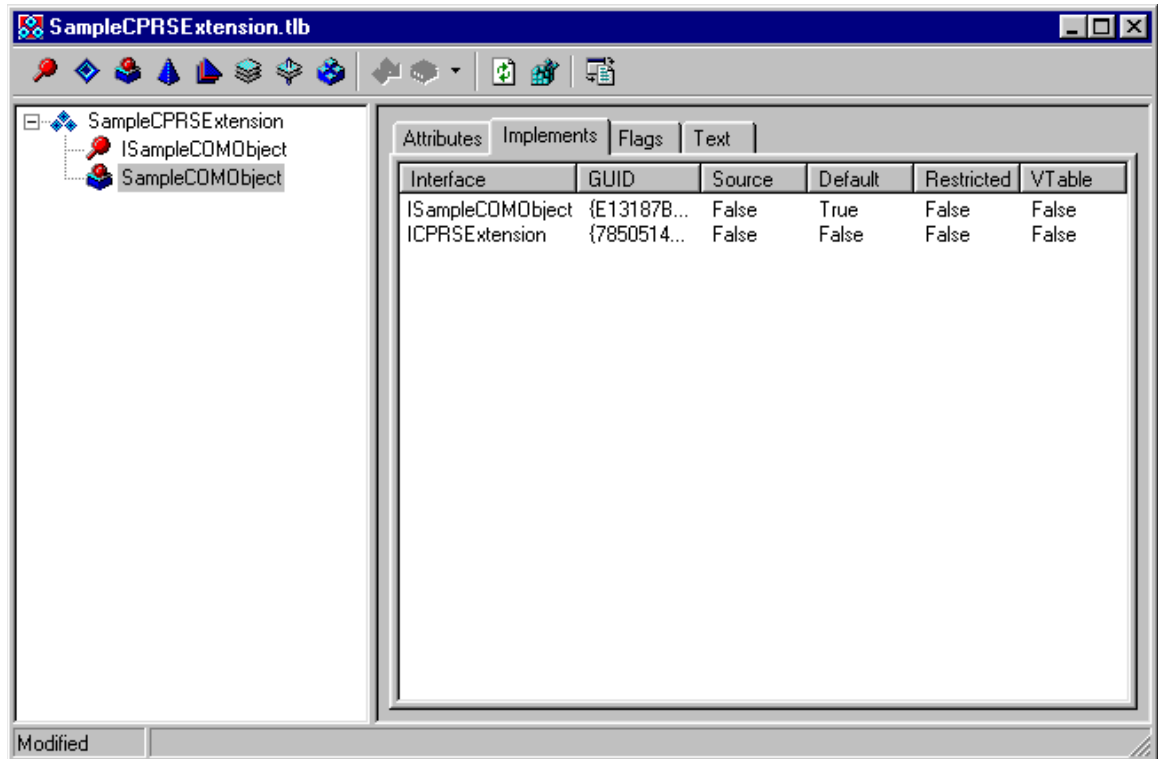 SampleCPRSExtension.tlb
SampleCPRSExtension
ISampleCOMObject
SampleCOMObject
Attributes Implements Flags Text
Interface GUID Source Default Restricted VTable
ISampleCOMObject {E13187B... False True False False
ICPRSExtension {7850514... False False False False
Modified